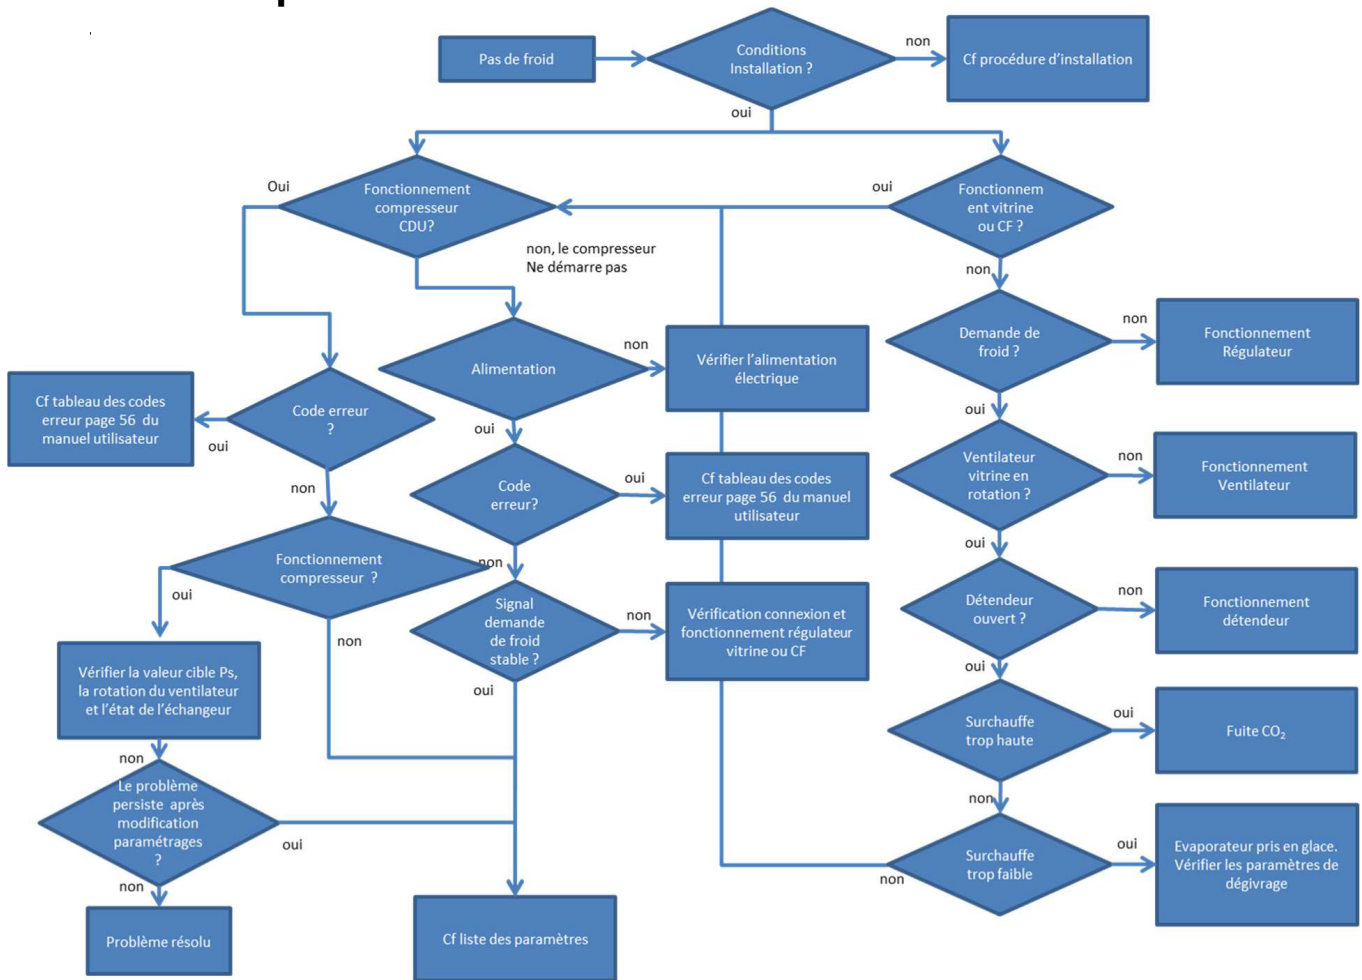 Pas de froid
Conditions
Installation ?
non
Cf procédure d'installation
oui
Oui
Fonctionnement
compresseur
CDU?
oui
Fonctionnem
ent vitrine
ou CF ?
non, le compresseur
Ne démarre pas
non
Demande de
froid ?
non
Fonctionnement
Régulateur
Alimentation
non
Vérifier l'alimentation
électrique
oui
Cf tableau des codes
erreur page 56 du
manuel utilisateur
oui
Code erreur
?
oui
Ventilateur
vitrine en
rotation ?
non
Fonctionnement
Ventilateur
Code
erreur?
oui
Cf tableau des codes
erreur page 56 du manuel
utilisateur
non
non
oui
Fonctionnement
compresseur ?
oui
non
Signal
demande
de froid
stable ?
non
Vérification connexion et
fonctionnement régulateur
vitrine ou CF
Détendeur
ouvert ?
non
Fonctionnement
détendeur
oui
oui
Vérifier la valeur cible Ps,
la rotation du ventilateur
et l'état de l'échangeur
Surchauffe
trop haute
oui
Fuite CO₂
non
non
Le problème
persiste après
modification
paramétrages
?
oui
Surchauffe
trop faible
oui
Evaporateur pris en glace.
Vérifier les paramètres de
dégivrage
non
non
Problème résolu
Cf liste des paramètres